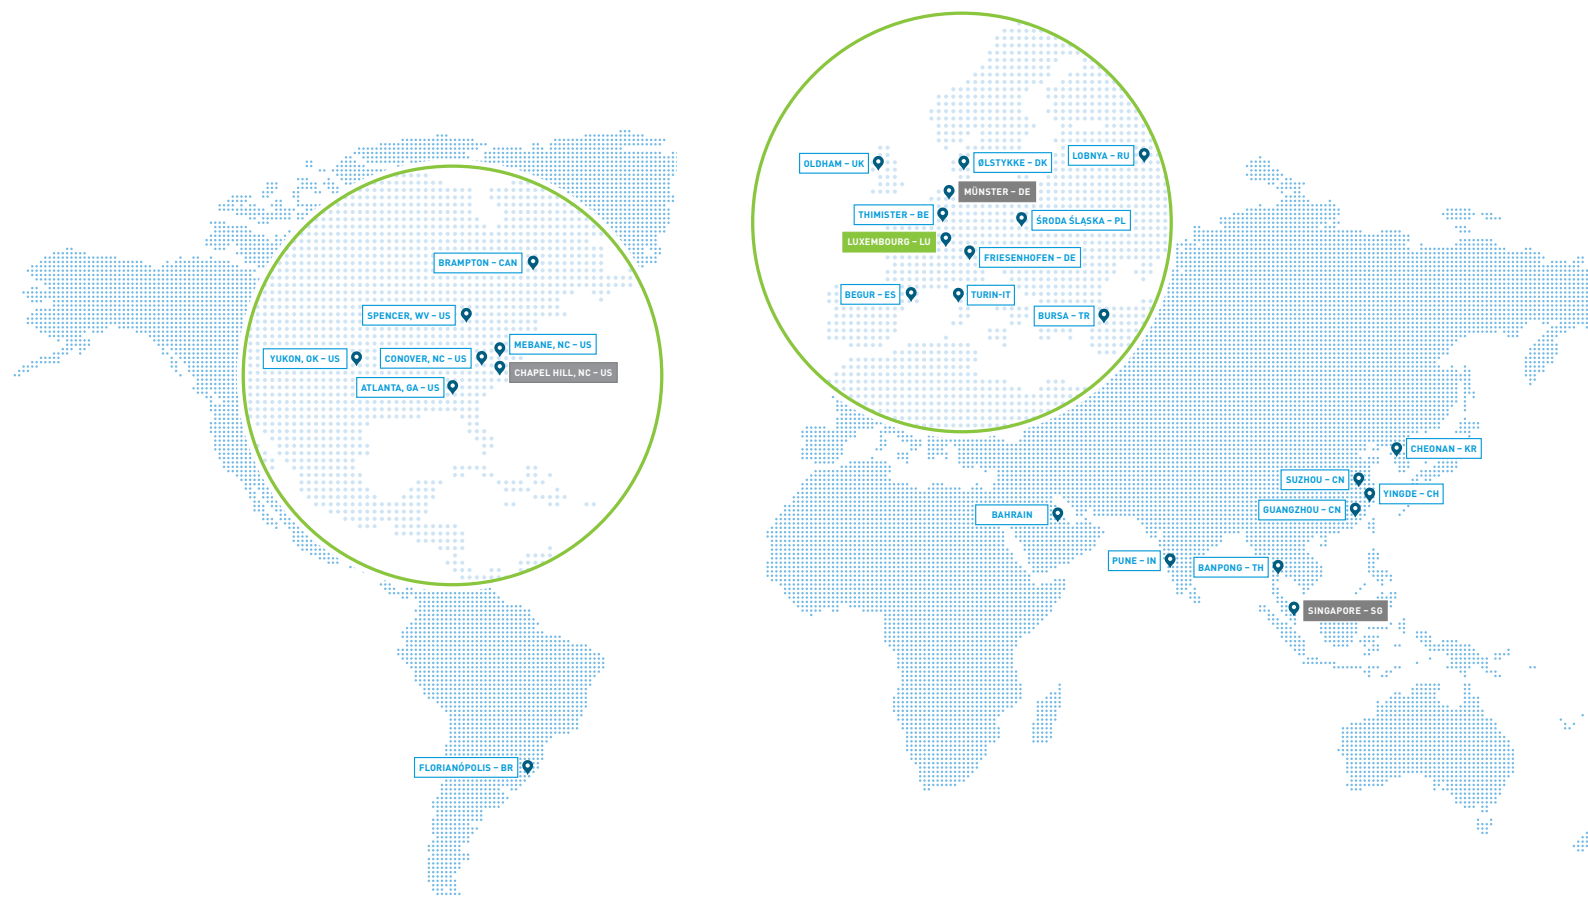 OLDHAM – UK
ØLSTYKKE – DK
LOBNYA – RU
MÜNSTER – DE
THIMISTER – BE
ŚRODA ŚLĄSKA – PL
LUXEMBOURG – LU
FRIESENHOFEN – DE
BEGUR – ES
TURIN-IT
BURSA – TR
BRAMPTON – CAN
SPENCER, WV – US
MEBANE, NC – US
YUKON, OK – US
CONOVER, NC – US
CHAPEL HILL, NC – US
ATLANTA, GA – US
CHEONAN – KR
SUZHOU – CN
YINGDE – CH
GUANGZHOU – CN
BAHRAIN
PUNE – IN
BANPONG – TH
SINGAPORE – SG
FLORIANÓPOLIS – BR